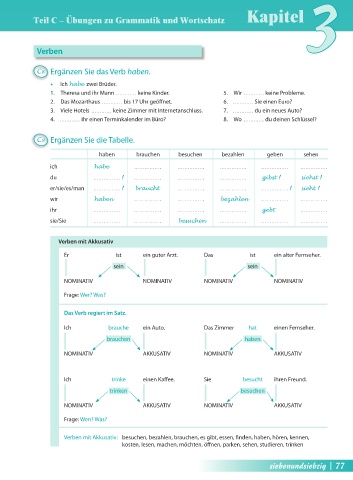 Teil C – Übungen zu Grammatik und Wortschatz Kapitel 3
Verben
C1 Ergänzen Sie das Verb haben.
Ich habe zwei Brüder.
1. Theresa und ihr Mann ............ keine Kinder.
2. Das Mozarthaus ............ bis 17 Uhr geöffnet.
3. Viele Hotels ............ keine Zimmer mit Internetanschluss.
4. ............ Ihr einen Terminkalender im Büro?
5. Wir ............ keine Probleme.
6. ............ Sie einen Euro?
7. ............ du ein neues Auto?
8. Wo ............ du deinen Schlüssel?
C2 Ergänzen Sie die Tabelle.
haben brauchen besuchen bezahlen geben sehen
ich habe ............ ............ ............ ............ ............
du ............ ! ............ ............ ............ gibst ! siehst !
er/sie/es/man ............ ! braucht ............ ............ ............ ! sieht !
wir haben ............ ............ bezahlen ............ ............
ihr ............ ............ ............ ............ gebt ............
sie/Sie ............ ............ besuchen ............ ............ ............
Verben mit Akkusativ
Er ist ein guter Arzt. Das ist ein alter Fernseher.
sein sein
NOMINATIV NOMINATIV NOMINATIV NOMINATIV
Frage: Wer? Was?
Das Verb regiert im Satz.
Ich brauche ein Auto. Das Zimmer hat einen Fernseher.
brauchen haben
NOMINATIV AKKUSATIV NOMINATIV AKKUSATIV
Ich trinke einen Kaffee. Sie besucht ihren Freund.
trinken besuchen
NOMINATIV AKKUSATIV NOMINATIV AKKUSATIV
Frage: Wen? Was?
Verben mit Akkusativ: besuchen, bezahlen, brauchen, es gibt, essen, finden, haben, hören, kennen,
kosten, lesen, machen, möchten, öffnen, parken, sehen, studieren, trinken
siebenundsiebzig | 77